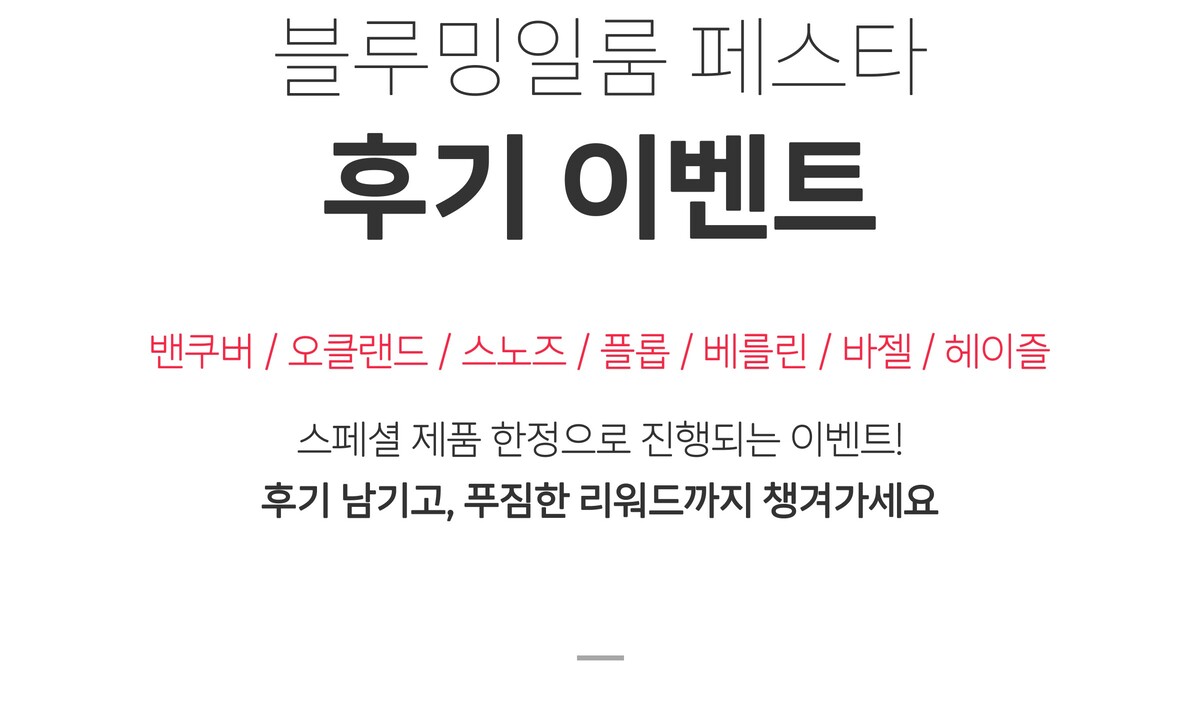 블루밍일룸 페스타
후기 이벤트
밴쿠버 / 오클랜드 / 스노즈 / 플롭 / 베를린 / 바젤 / 헤이즐
스페셜 제품 한정으로 진행되는 이벤트!
후기 남기고, 푸짐한 리워드까지 챙겨가세요